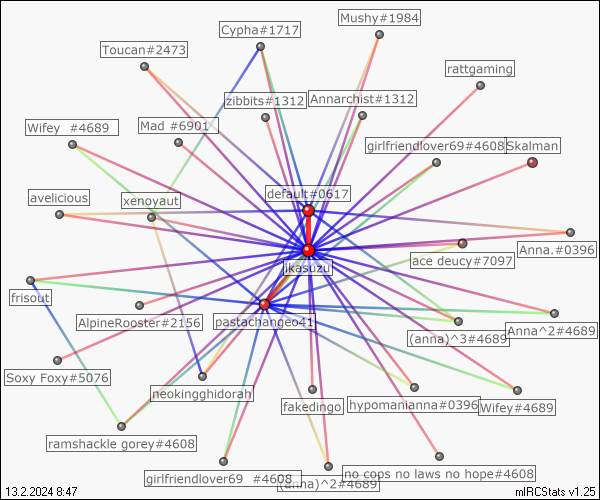 Mushy#1984
Cypha#1717
Toucan#2473
rattgaming
zibbits#1312
Annarchist#1312
Wifey  #4689
Mad #6901
girlfriendlover69#4608
Skalman
default#0617
avelicious
xenoyaut
Anna.#0396
ace deucy#7097
jikasuzu
frisout
AlpineRooster#2156
pastachange041
Anna^2#4689
(anna)^3#4689
Soxy Foxy#5076
neokingghidorah
fakedingo
hypomanianna#0396
Wifey#4689
ramshackle gorey#4608
girlfriendlover69  #4608
(anna)^2#4689
no cops no laws no hope#4608
13.2.2024 8:47
mIRCStats v1.25